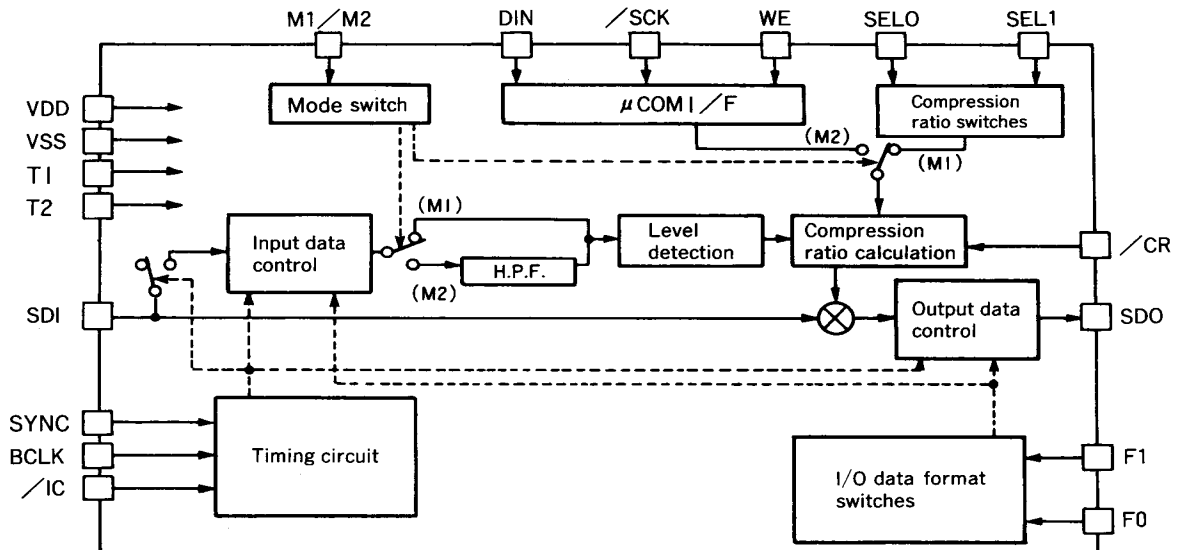 M1/M2
DIN
/SCK
WE
SEL0
SEL1
VDD
VSS
T1
T2
Mode switch
μCOM I/F
Compression
ratio switches
(M2)
(M1)
(M1)
Input data
control
Level
detection
Compression
ratio calculation
/CR
H.P.F.
(M2)
SDI
Output data
control
SDO
SYNC
BCLK
/IC
Timing circuit
I/O data format
switches
F1
F0